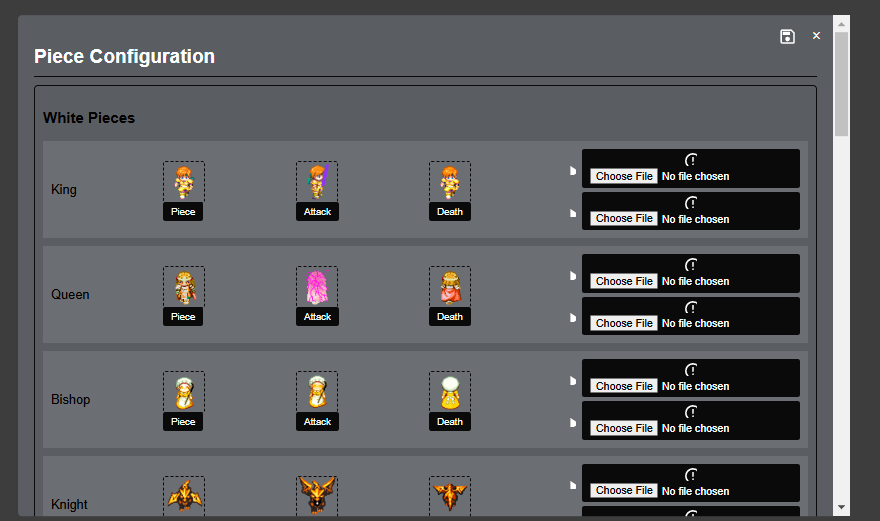 Piece Configuration
White Pieces
King
Piece
Attack
Death
Choose File No file chosen
Choose File No file chosen
Queen
Piece
Attack
Death
Choose File No file chosen
Choose File No file chosen
Bishop
Piece
Attack
Death
Choose File No file chosen
Choose File No file chosen
Knight
Choose File No file chosen